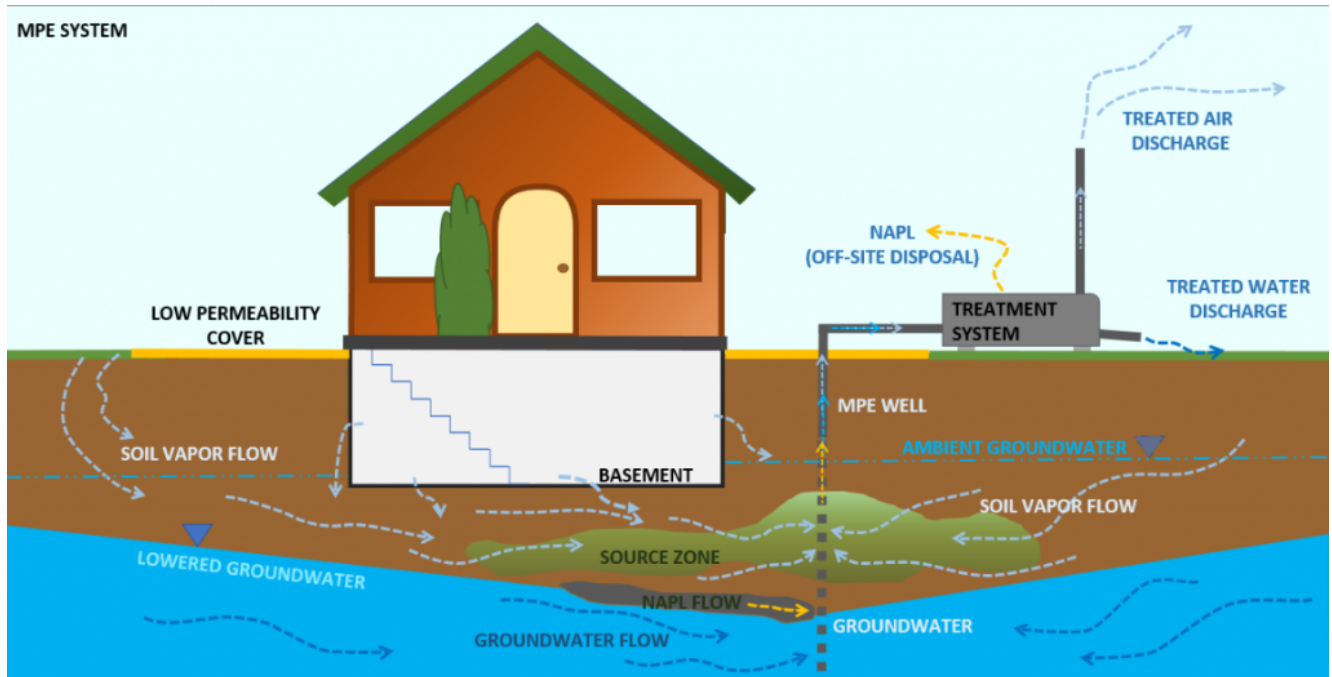 MPE SYSTEM
TREATED AIR
DISCHARGE
NAPL
(OFF-SITE DISPOSAL)
TREATED WATER
DISCHARGE
LOW PERMEABILITY
COVER
TREATMENT
SYSTEM
MPE WELL
SOIL VAPOR FLOW
AMBIENT GROUNDWATER
BASEMENT
SOIL VAPOR FLOW
SOURCE ZONE
LOWERED GROUNDWATER
NAPL FLOW
GROUNDWATER FLOW
GROUNDWATER